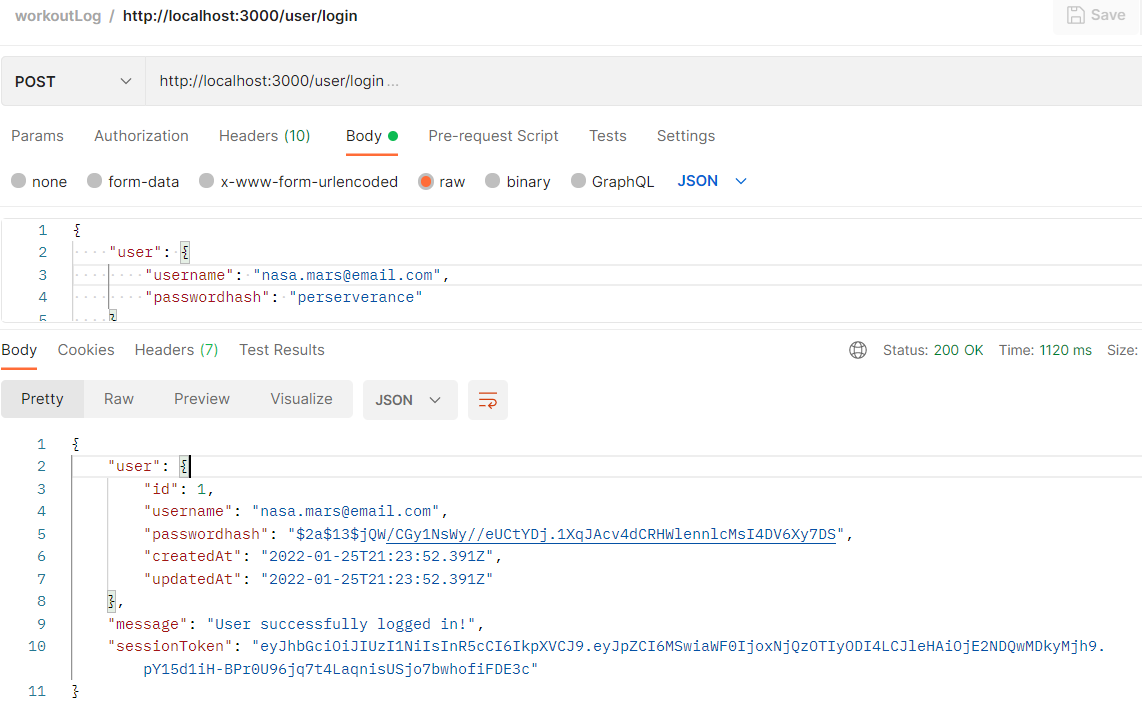 workoutLog / http://localhost:3000/user/login Save
POST http://localhost:3000/user/login ...
Params Authorization Headers (10) Body Pre-request Script Tests Settings
none form-data x-www-form-urlencoded raw binary GraphQL JSON
1 {
2 "user": {
3 "username": "nasa.mars@email.com",
4 "passwordhash": "perserverance"
5 }
Body Cookies Headers (7) Test Results Status: 200 OK Time: 1120 ms Size:
Pretty Raw Preview Visualize JSON
1 {
2 "user": {
3 "id": 1,
4 "username": "nasa.mars@email.com",
5 "passwordhash": "$2a$13$jQW/CGy1NsWy//eUCtYDj.1XqJAcv4dCRHWlennlcMsI4DV6Xy7DS",
6 "createdAt": "2022-01-25T21:23:52.391Z",
7 "updatedAt": "2022-01-25T21:23:52.391Z"
8 },
9 "message": "User successfully logged in!",
10 "sessionToken": "eyJhbGciOiJIUzI1NiIsInR5cCI6IkpXVCJ9.eyJpZCI6MSwiaWF0IjoxNjQzOTIyODI4LCJleHAiOjE2NDQwMDkyMjh9.
pY15d1iH-BPr0U96jq7t4LaqnisUSjo7bwhofiFDE3c"
11 }